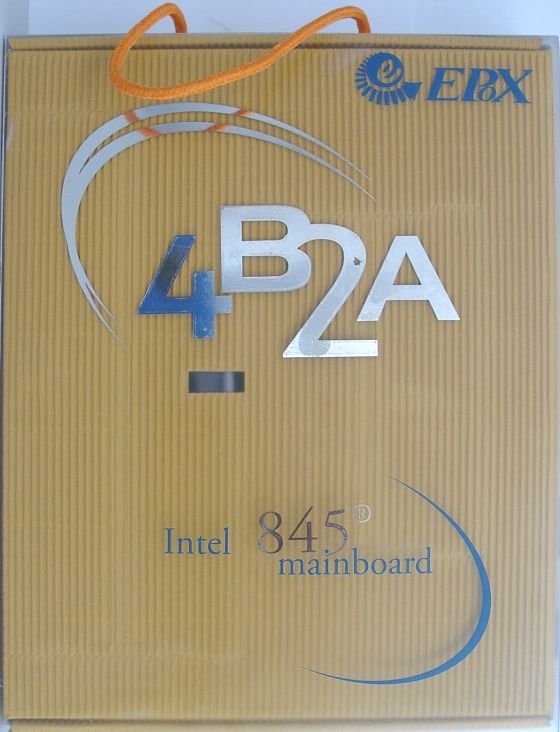 EPoX
4B2A
Intel 845®
mainboard